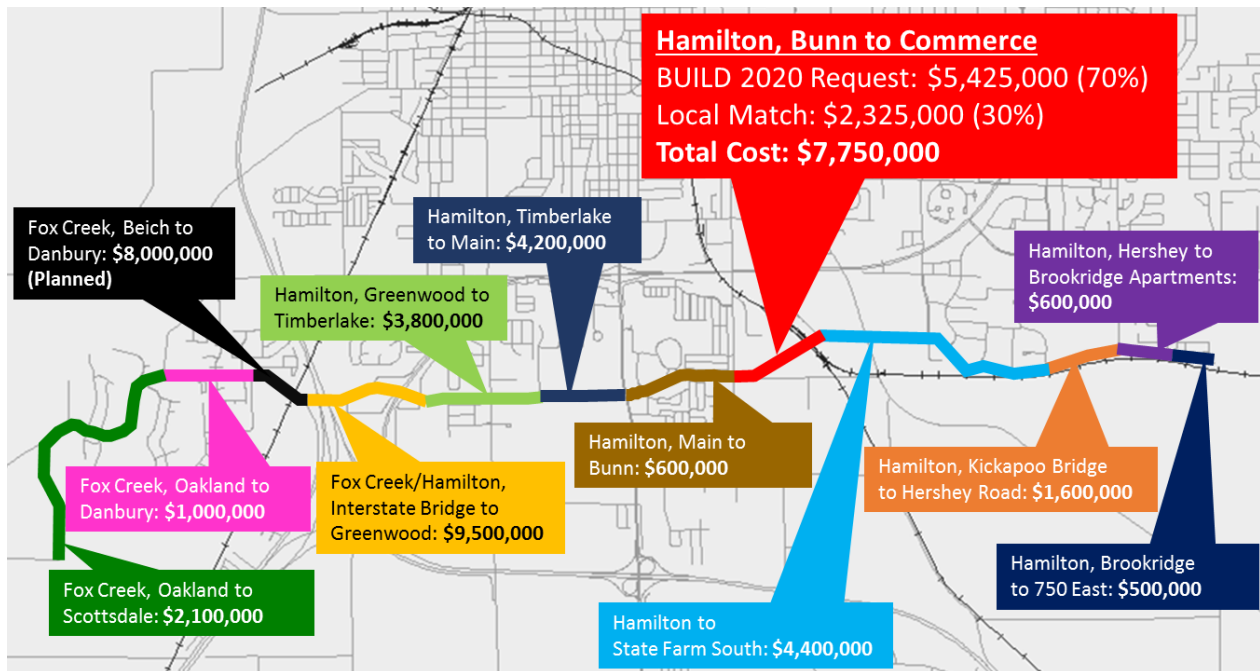 Hamilton, Bunn to Commerce
BUILD 2020 Request: $5,425,000 (70%)
Local Match: $2,325,000 (30%)
Total Cost: $7,750,000
Fox Creek, Beich to
Danbury: $8,000,000
(Planned)
Hamilton, Timberlake
to Main: $4,200,000
Hamilton, Hershey to
Brookridge Apartments:
$600,000
Hamilton, Greenwood to
Timberlake: $3,800,000
Hamilton, Main to
Bunn: $600,000
Hamilton, Kickapoo Bridge
to Hershey Road: $1,600,000
Fox Creek, Oakland to
Danbury: $1,000,000
Fox Creek/Hamilton,
Interstate Bridge to
Greenwood: $9,500,000
Hamilton, Brookridge
to 750 East: $500,000
Fox Creek, Oakland to
Scottsdale: $2,100,000
Hamilton to
State Farm South: $4,400,000